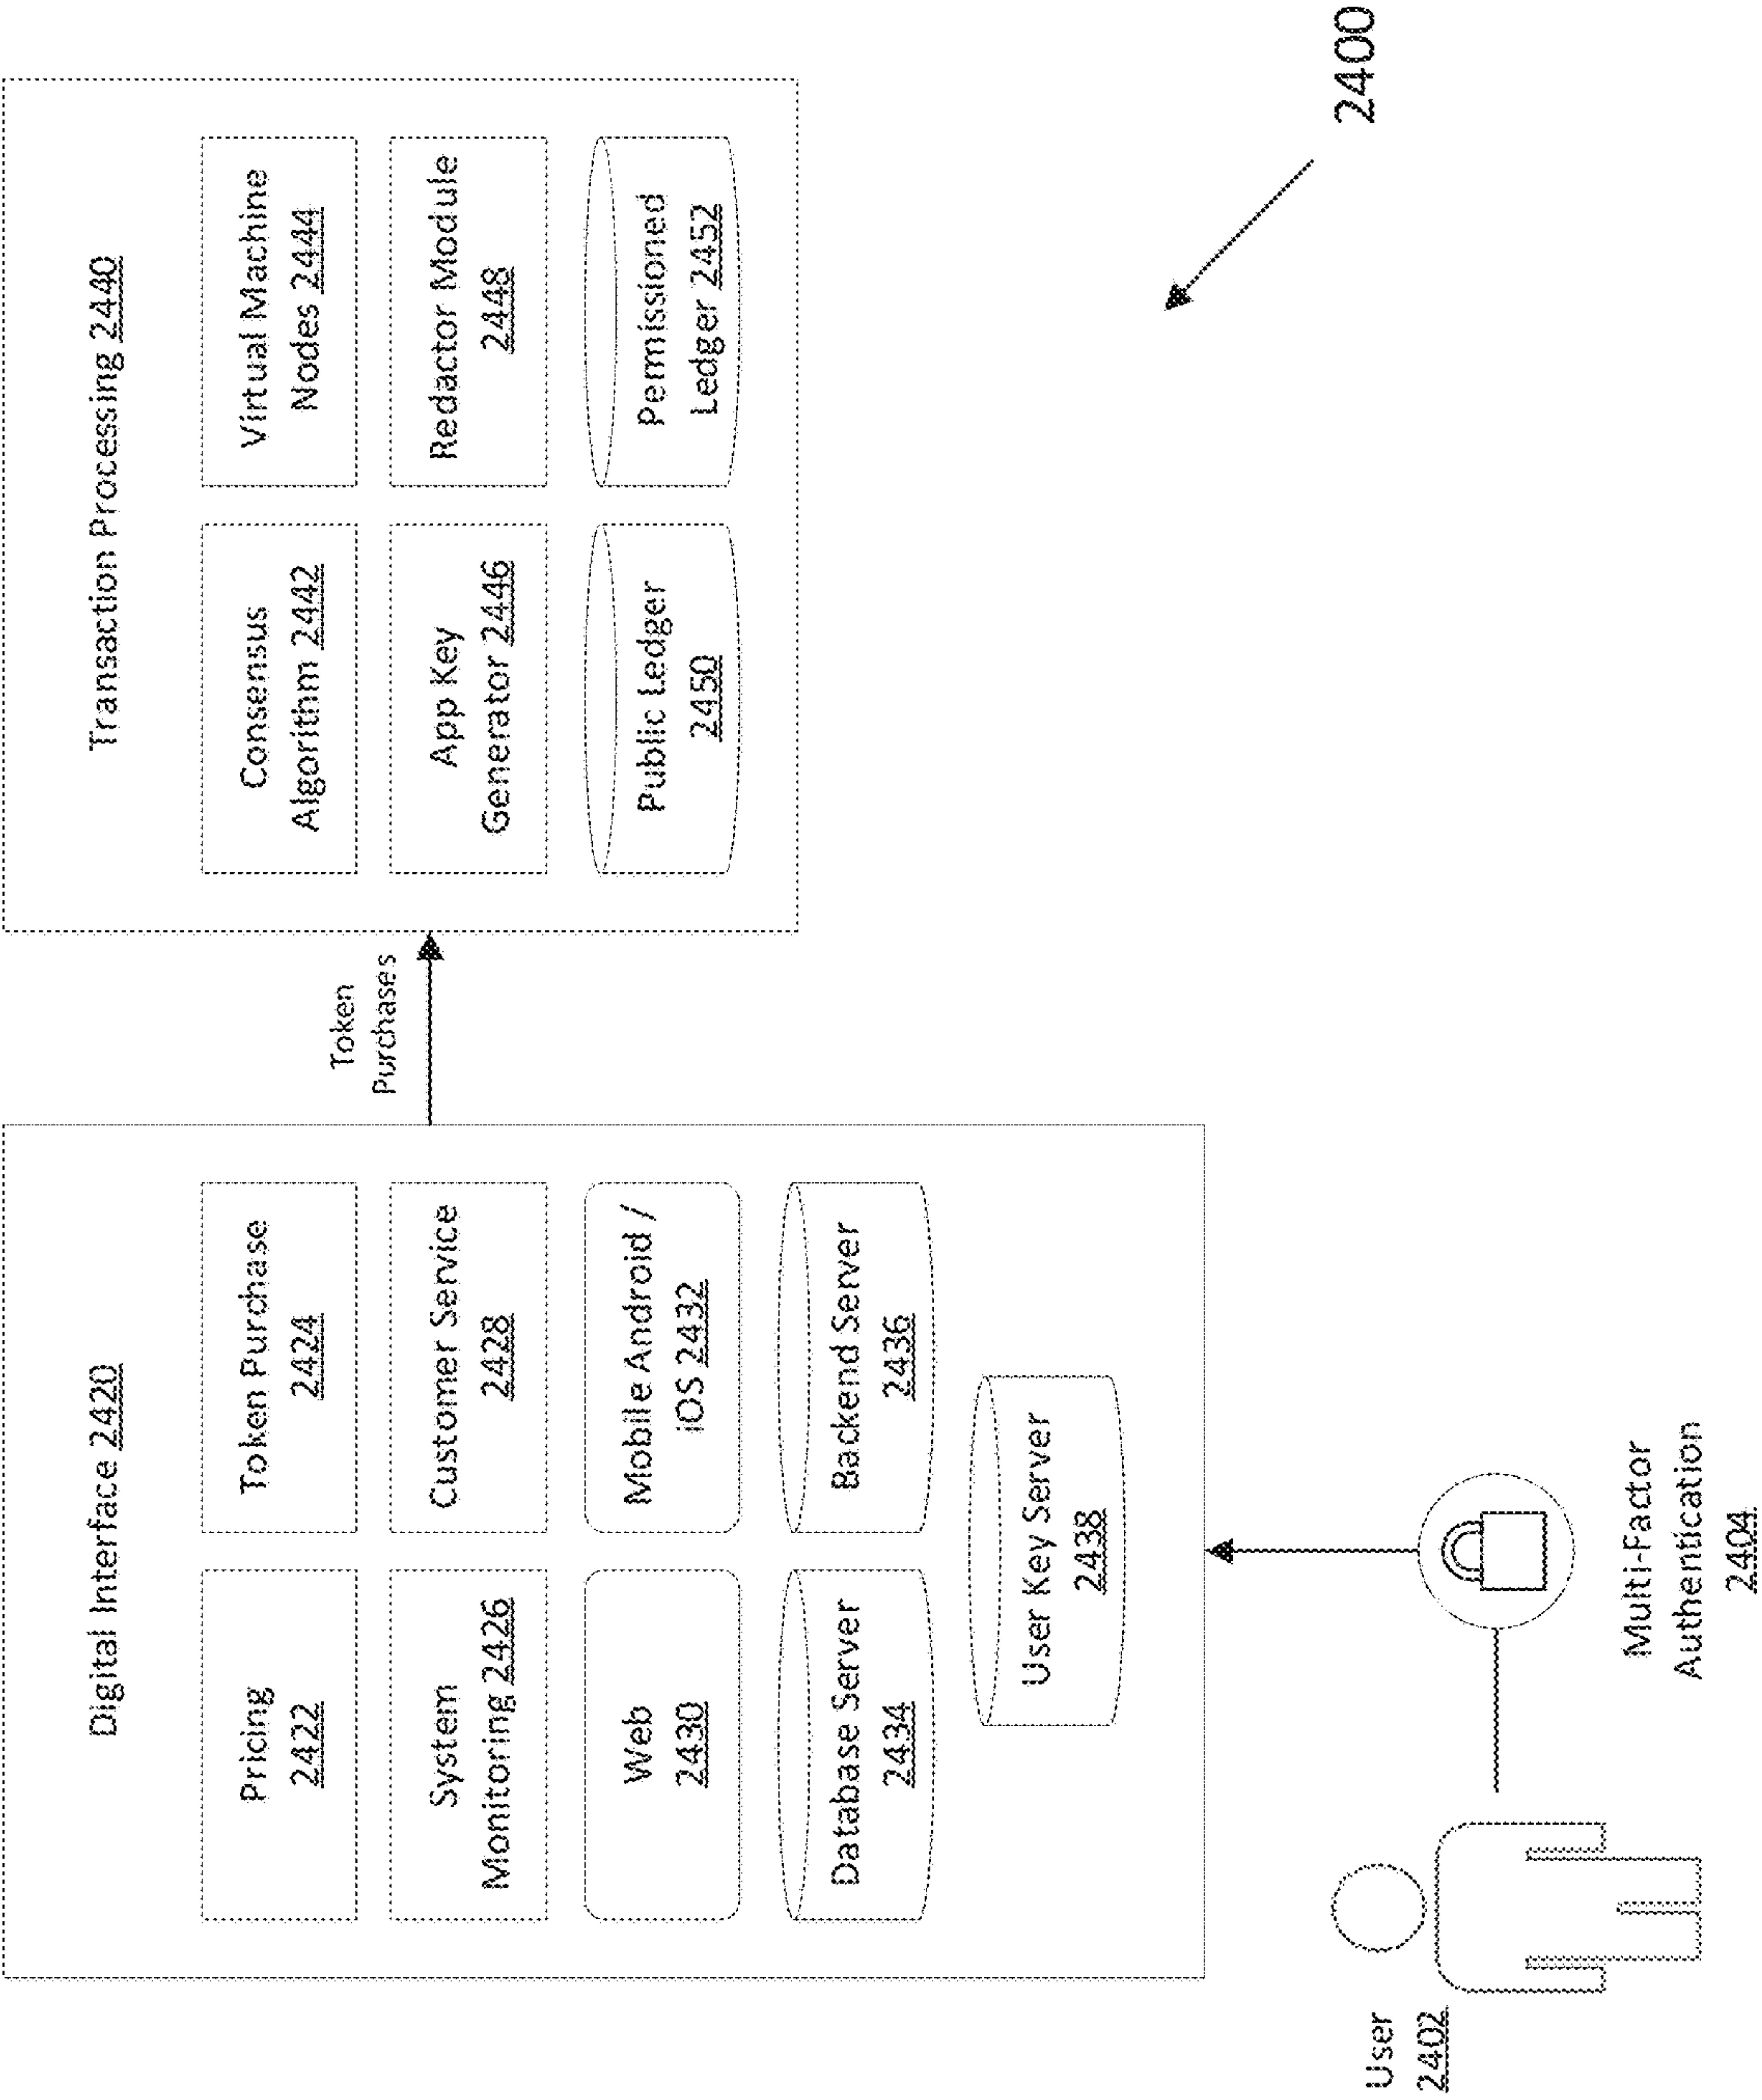 Digital Interface 2420
Pricing
2422
Token Purchase
2424
System
Monitoring 2426
Customer Service
2428
Web
2430
Mobile Android /
iOS 2432
Database Server
2434
Backend Server
2436
User Key Server
2438
Token
Purchases
Transaction Processing 2440
Consensus
Algorithm 2442
Virtual Machine
Nodes 2444
App Key
Generator 2446
Redactor Module
2448
Public Ledger
2450
Permissioned
Ledger 2452
User
2402
Multi-Factor
Authentication
2404
2400